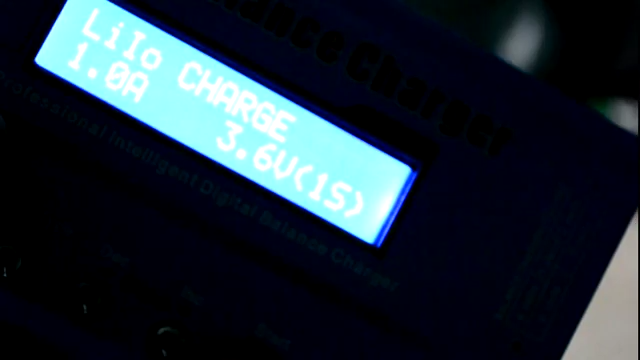 LiIo CHARGE
1.0A 3.6V(1S)
Balance Charger
Professional Intelligent Digital Balance Charger